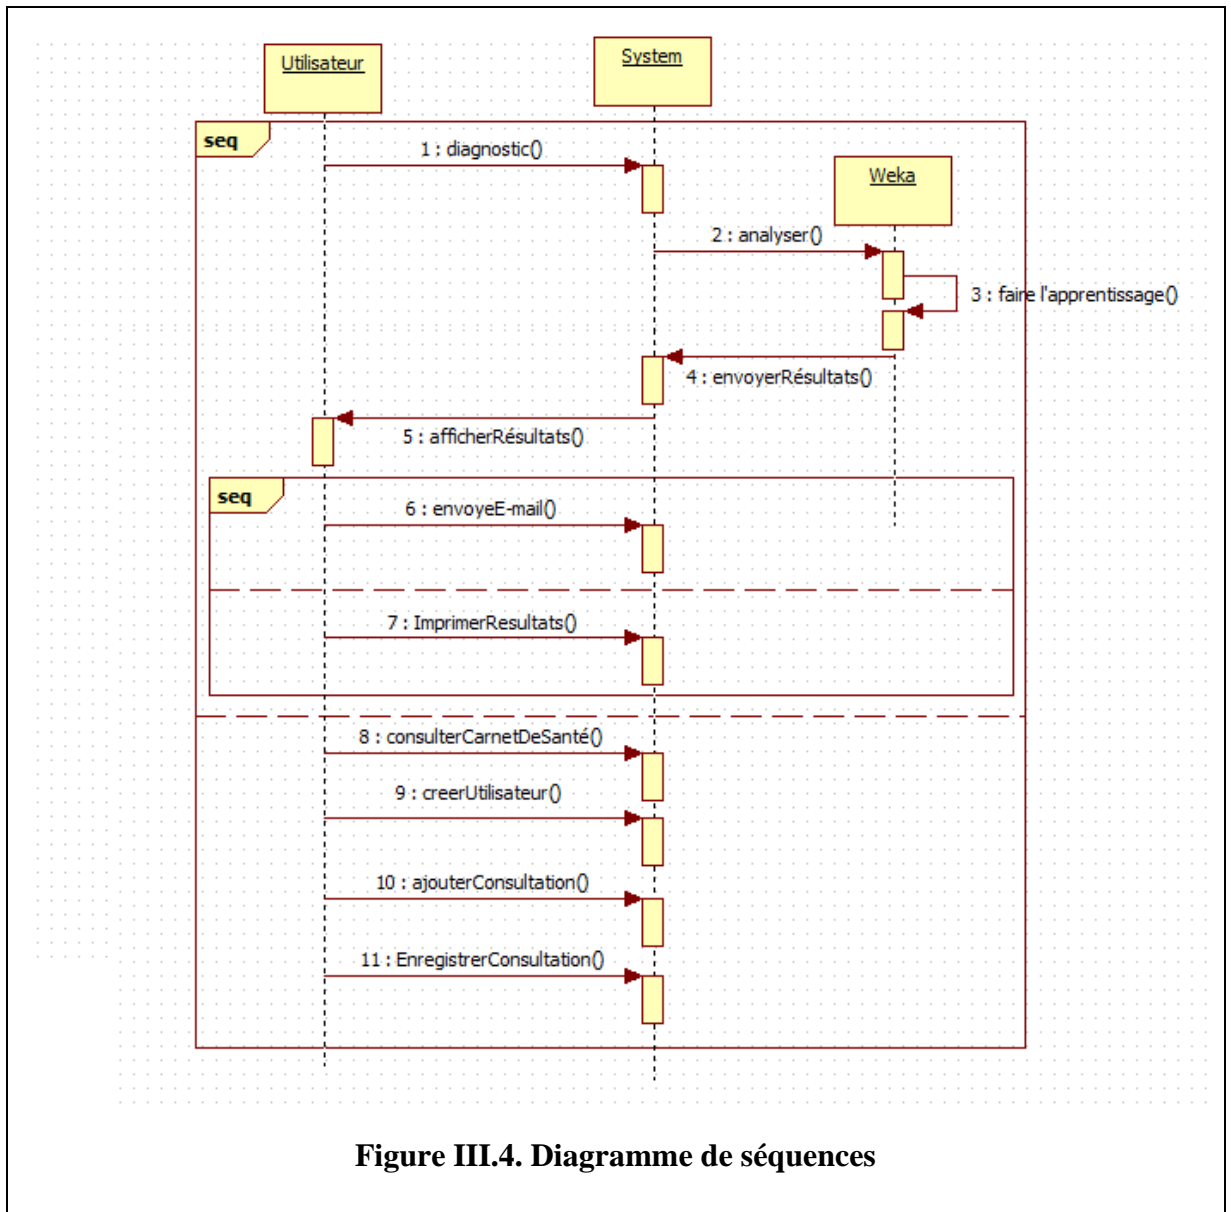 Utilisateur
System
seq
1 : diagnostic()
Weka
2 : analyser()
3 : faire l'apprentissage()
4 : envoyerRésultats()
5 : afficherRésultats()
seq
6 : envoyeE-mail()
7 : ImprimerResultats()
8 : consulterCarnetDeSanté()
9 : creerUtilisateur()
10 : ajouterConsultation()
11 : EnregistrerConsultation()
Figure III.4. Diagramme de séquences